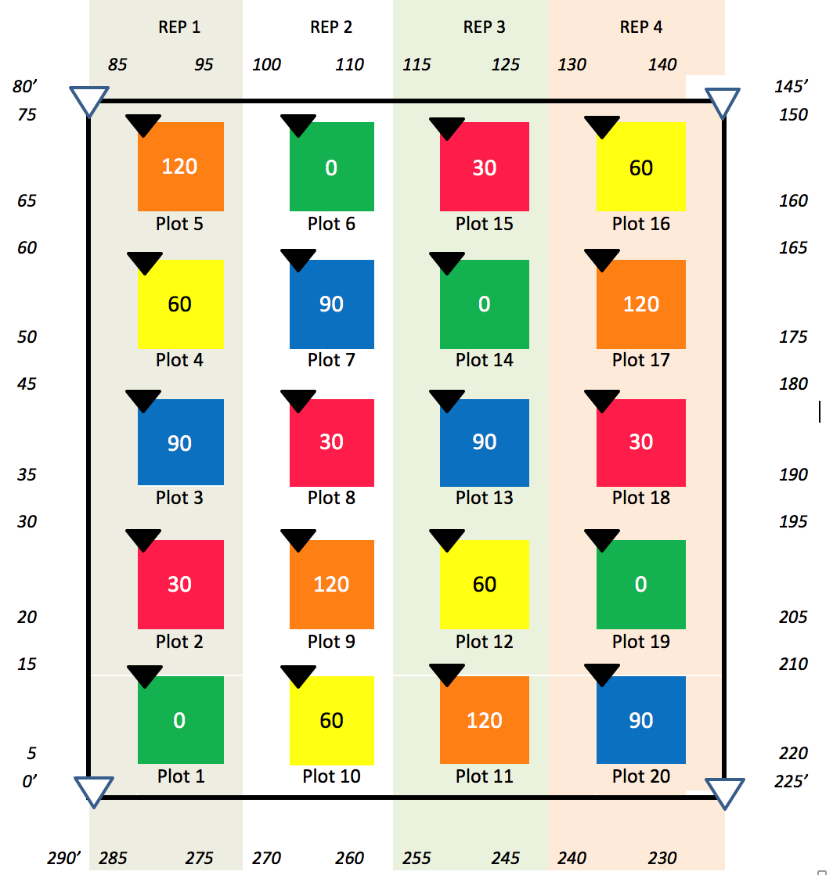 REP 1 REP 2 REP 3 REP 4
85 95 100 110 115 125 130 140
80’ 145’
75 150
120 0 30 60
65 160
Plot 5 Plot 6 Plot 15 Plot 16
60 165
60 90 0 120
50 175
Plot 4 Plot 7 Plot 14 Plot 17
45 180
90 30 90 30
35 190
Plot 3 Plot 8 Plot 13 Plot 18
30 195
30 120 60 0
20 205
Plot 2 Plot 9 Plot 12 Plot 19
15 210
0 60 120 90
5 220
Plot 1 Plot 10 Plot 11 Plot 20
0’ 225’
290’ 285 275 270 260 255 245 240 230